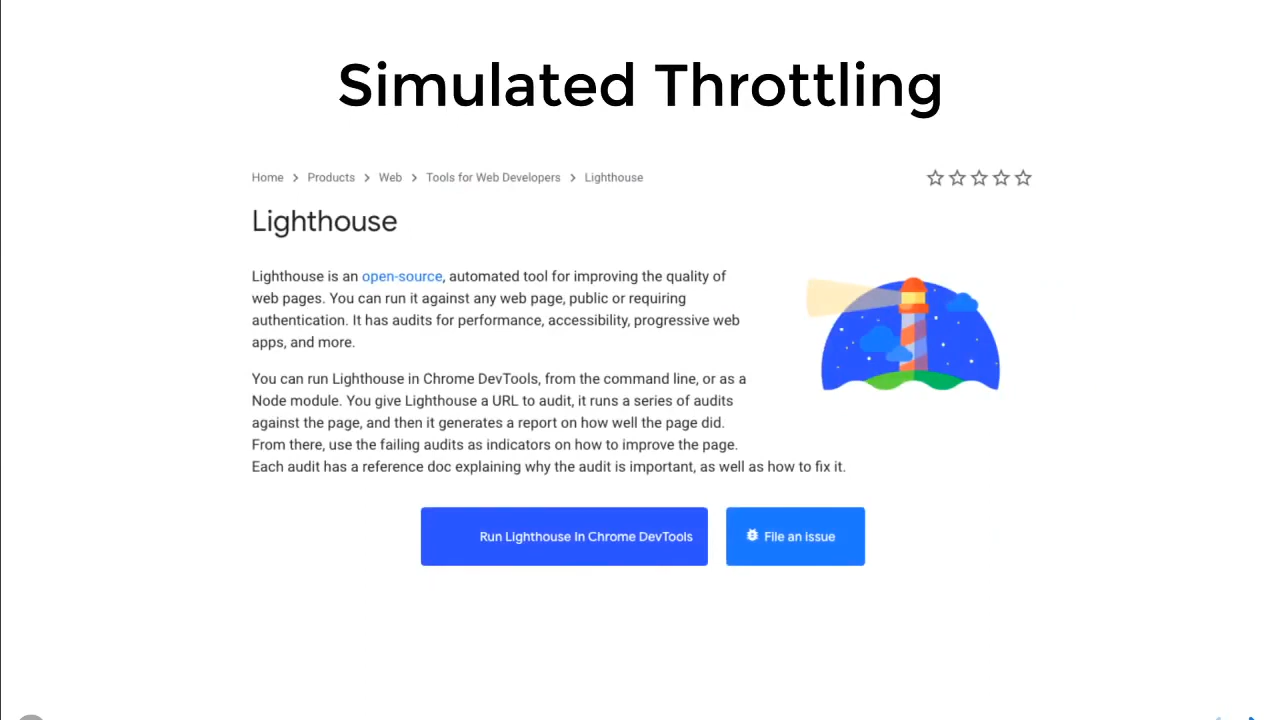 Simulated Throttling
Home > Products > Web > Tools for Web Developers > Lighthouse
Lighthouse
Lighthouse is an open-source, automated tool for improving the quality of
web pages. You can run it against any web page, public or requiring
authentication. It has audits for performance, accessibility, progressive web
apps, and more.
You can run Lighthouse in Chrome DevTools, from the command line, or as a
Node module. You give Lighthouse a URL to audit, it runs a series of audits
against the page, and then it generates a report on how well the page did.
From there, use the failing audits as indicators on how to improve the page.
Each audit has a reference doc explaining why the audit is important, as well as how to fix it.
Run Lighthouse In Chrome DevTools
File an issue